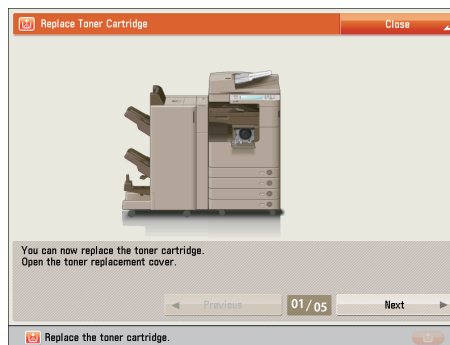 Replace Toner Cartridge
Close
You can now replace the toner cartridge.
Open the toner replacement cover.
Previous
01/05
Next
Replace the toner cartridge.